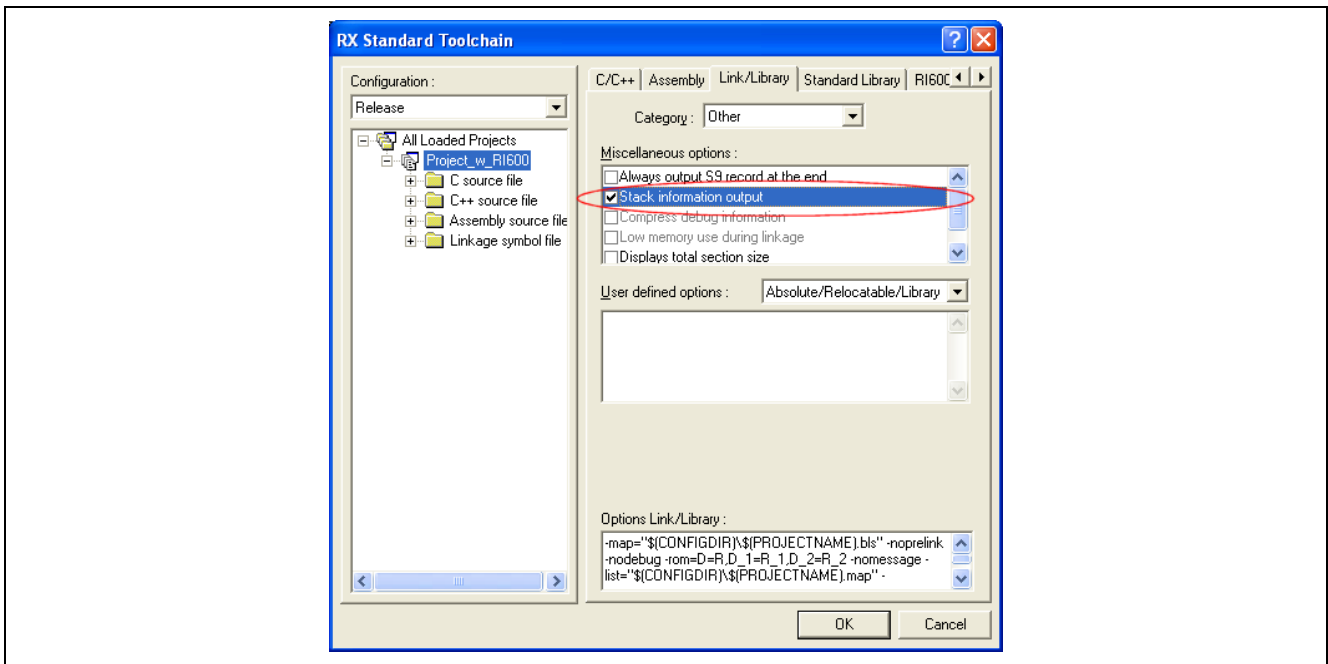 RX Standard Toolchain
Configuration :
Release
All Loaded Projects
Project_w_RI600
C source file
C++ source file
Assembly source file
Linkage symbol file
C/C++ Assembly Link/Library Standard Library RI600
Category : Other
Miscellaneous options :
Always output S9 record at the end
Stack information output
Compress debug information
Low memory use during linkage
Displays total section size
User defined options : Absolute/Relocatable/Library
Options Link/Library :
-map="$(CONFIGDIR)\$(PROJECTNAME).bls" -noprelink
-nodebug -rom=D=R,D_1=R_1,D_2=R_2 -nomessage -
list="$(CONFIGDIR)\$(PROJECTNAME).map" -
OK Cancel